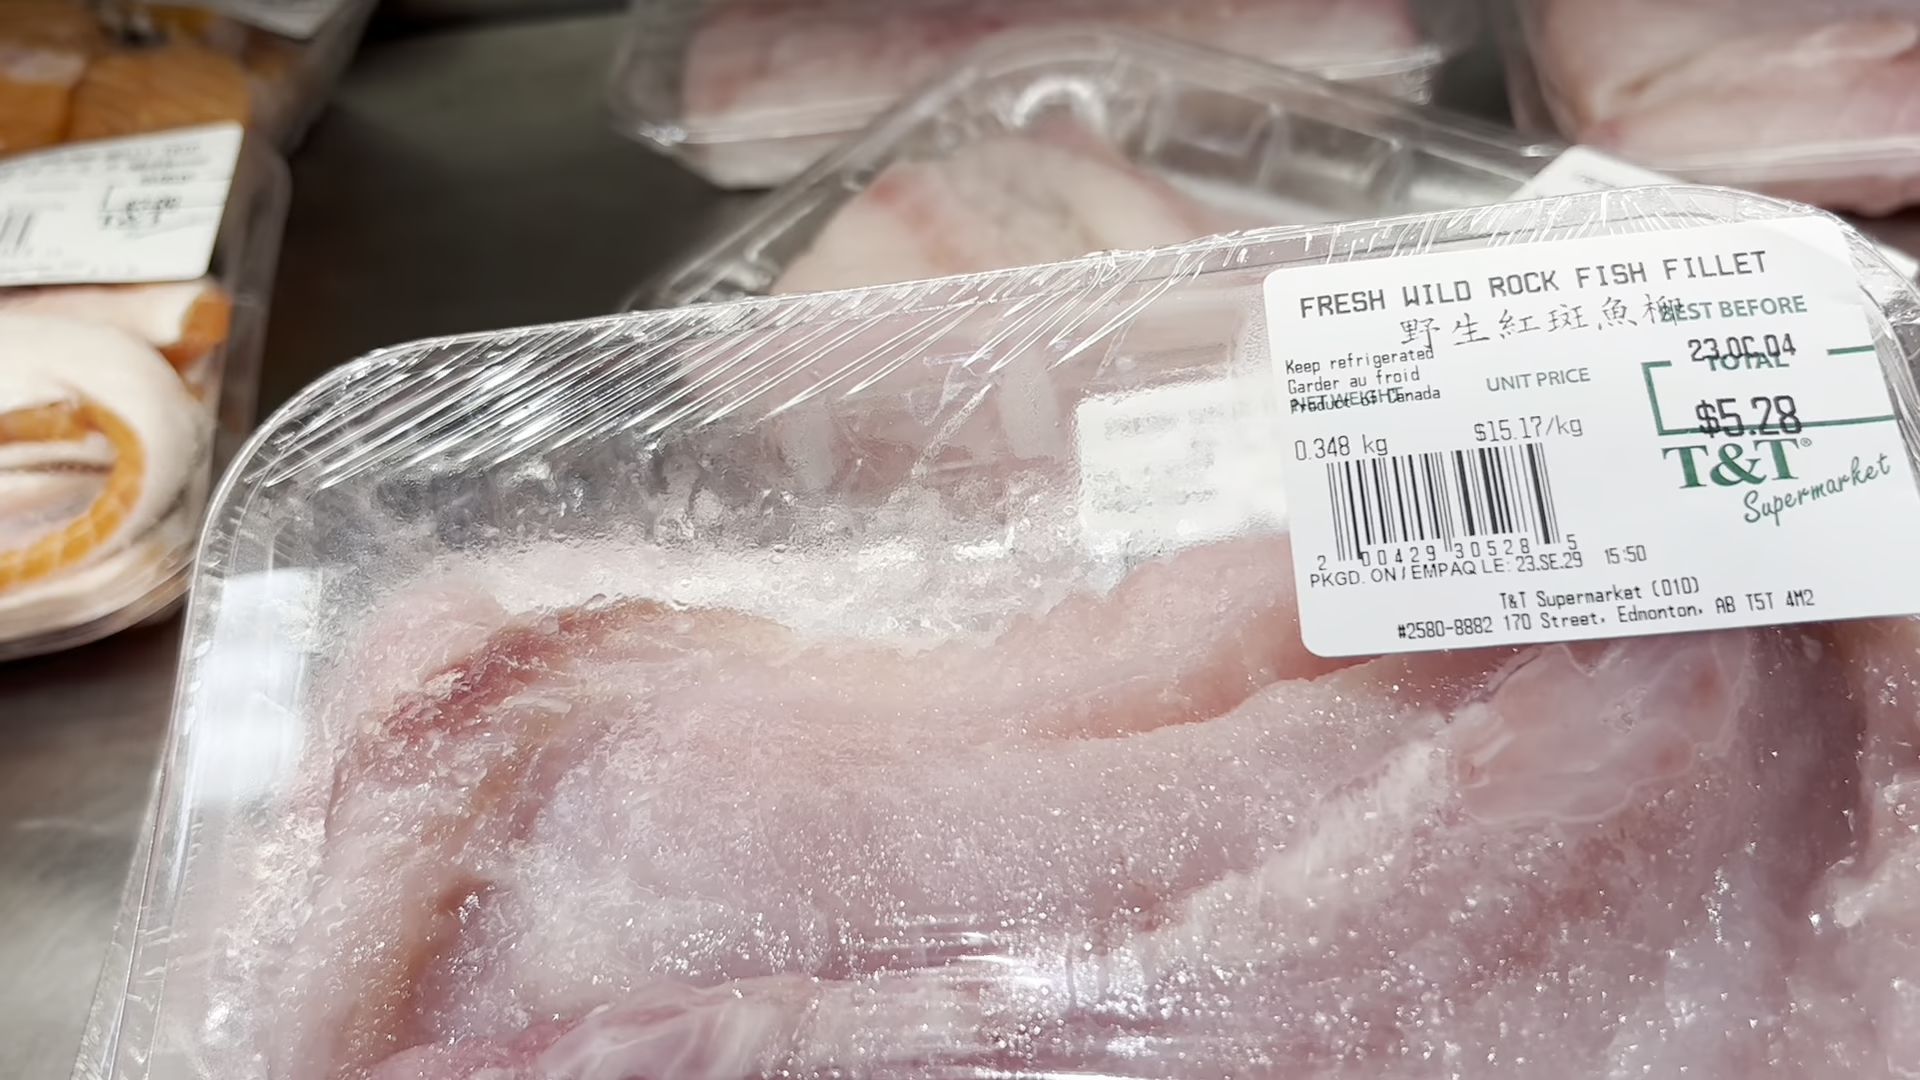 FRESH WILD ROCK FISH FILLET
野生紅斑魚柳
BEST BEFORE
23.OC.04
Keep refrigerated
Garder au froid
Product of Canada
NET WEIGHT
UNIT PRICE
TOTAL
0.348 kg
$15.17/kg
$5.28
T&T®
Supermarket
2 00429 30528 5
PKGD. ON / EMPAQ LE: 23.SE.29 15:50
T&T Supermarket (010)
#2580-8882 170 Street, Edmonton, AB T5T 4M2
T&T